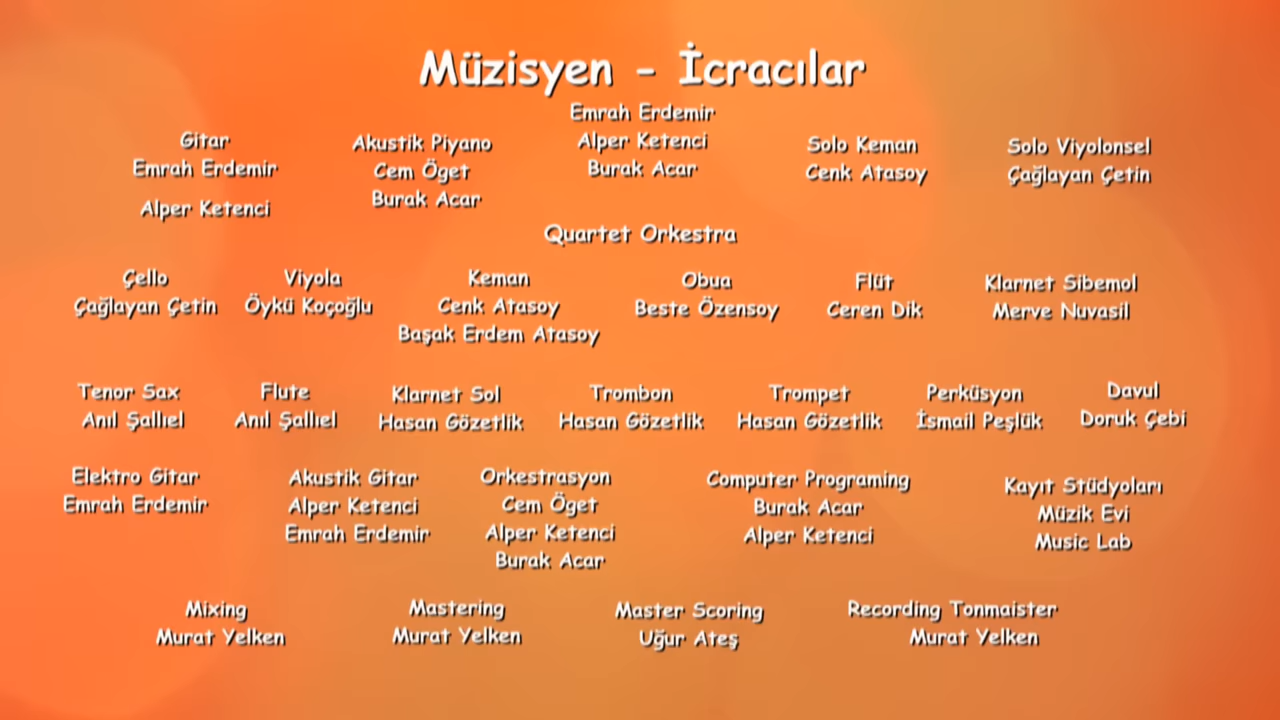 Müzisyen - İcracılar
Emrah Erdemir
Alper Ketenci
Burak Acar
Gitar
Emrah Erdemir
Alper Ketenci
Akustik Piyano
Cem Öget
Burak Acar
Solo Keman
Cenk Atasoy
Solo Viyolonsel
Çağlayan Çetin
Quartet Orkestra
Çello
Çağlayan Çetin
Viyola
Öykü Koçoğlu
Keman
Cenk Atasoy
Başak Erdem Atasoy
Obua
Beste Özensoy
Flüt
Ceren Dik
Klarnet Sibemol
Merve Nuvasil
Tenor Sax
Anıl Şallıel
Flute
Anıl Şallıel
Klarnet Sol
Hasan Gözetlik
Trombon
Hasan Gözetlik
Trompet
Hasan Gözetlik
Perküsyon
İsmail Peşlük
Davul
Doruk Çebi
Elektro Gitar
Emrah Erdemir
Akustik Gitar
Alper Ketenci
Emrah Erdemir
Orkestrasyon
Cem Öget
Alper Ketenci
Burak Acar
Computer Programing
Burak Acar
Alper Ketenci
Kayıt Stüdyoları
Müzik Evi
Music Lab
Mixing
Murat Yelken
Mastering
Murat Yelken
Master Scoring
Uğur Ateş
Recording Tonmaister
Murat Yelken